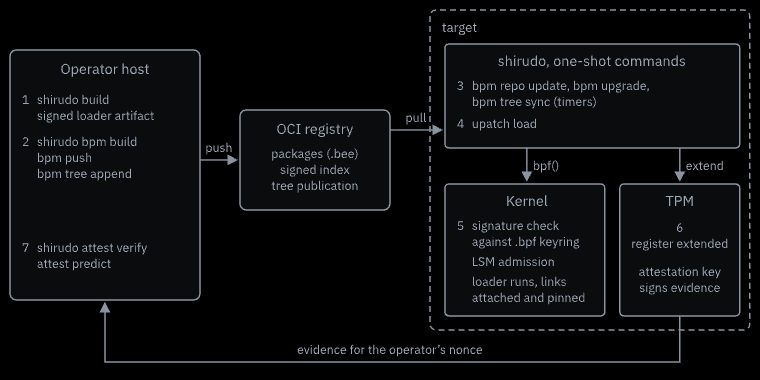 target
Operator host
1 shirudo build
signed loader artifact
2 shirudo bpm build
bpm push
bpm tree append
7 shirudo attest verify
attest predict
push
OCI registry
packages (.bee)
signed index
tree publication
pull
shirudo, one-shot commands
3 bpm repo update, bpm upgrade,
bpm tree sync (timers)
4 upatch load
bpf()
extend
Kernel
5 signature check
against .bpf keyring
LSM admission
loader runs, links
attached and pinned
TPM
6
register extended
attestation key
signs evidence
evidence for the operator’s nonce